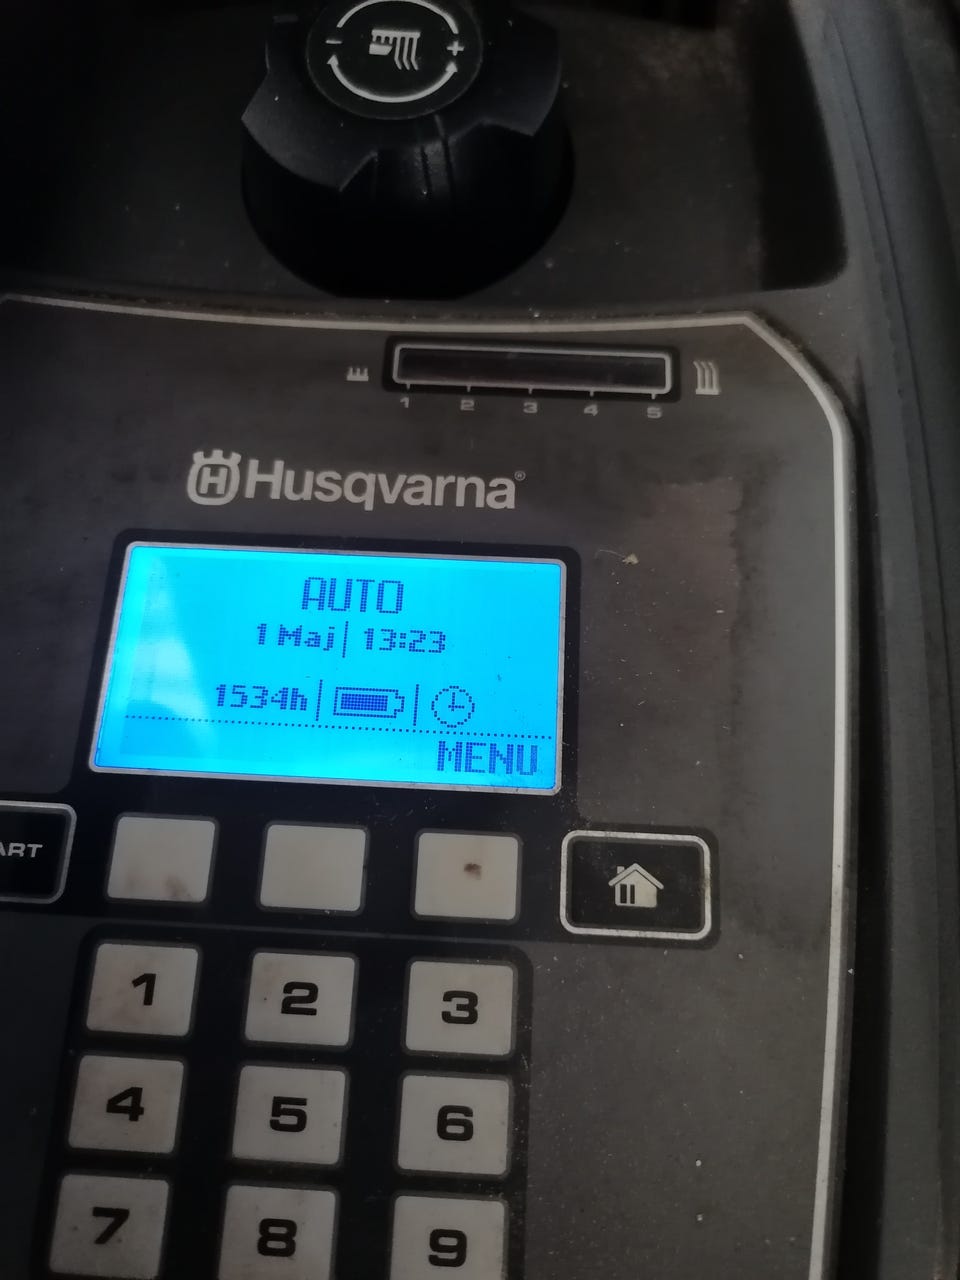 - +
1 2 3 4 5
H Husqvarna®
AUTO
1 Maj | 13:23
1534h
MENU
ART
1 2 3
4 5 6
7 8 9